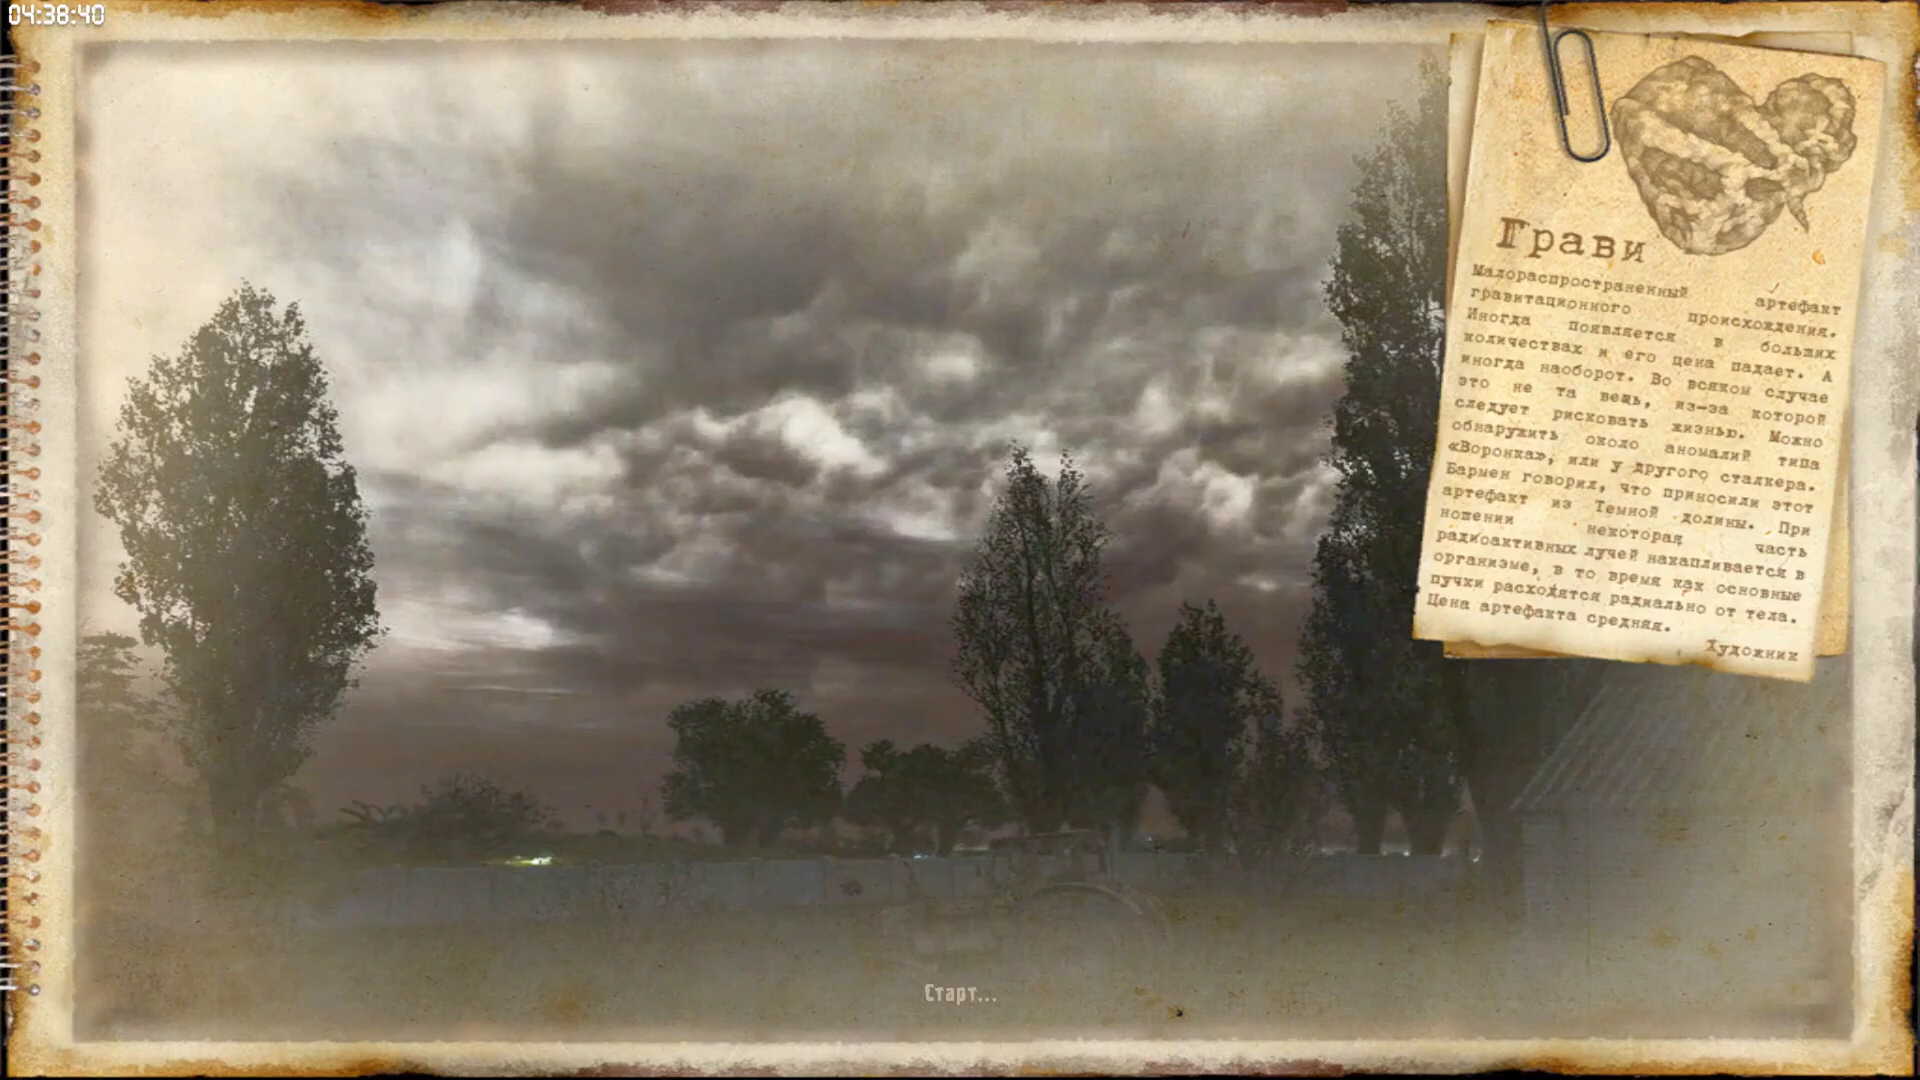 04:38:40
Грави
Малораспространенный артефакт
гравитационного происхождения.
Иногда появляется в больших
количествах и его цена падает. А
иногда наоборот. Во всяком случае
это не та вещь, из-за которой
следует рисковать жизнью. Можно
обнаружить около аномалий типа
«Воронка», или у другого сталкера.
Бармен говорил, что приносили этот
артефакт из Темной долины. При
ношении некоторая часть
радиоактивных лучей накапливается в
организме, в то время как основные
пучки расходятся радиально от тела.
Цена артефакта средняя.
Художник
Старт...